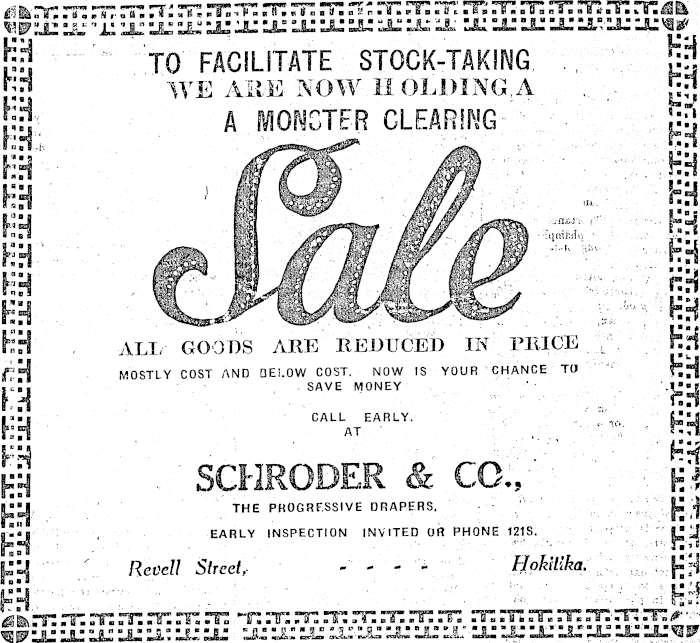 TO FACILITATE STOCK-TAKING
WE ARE NOW HOLDING A
A MONSTER CLEARING
Sale
ALL GOODS ARE REDUCED IN PRICE
MOSTLY COST AND BELOW COST. NOW IS YOUR CHANCE TO
SAVE MONEY
CALL EARLY.
AT
SCHRODER & CO.,
THE PROGRESSIVE DRAPERS.
EARLY INSPECTION INVITED OR PHONE 121S.
Revell Street, - - - - Hokitika.